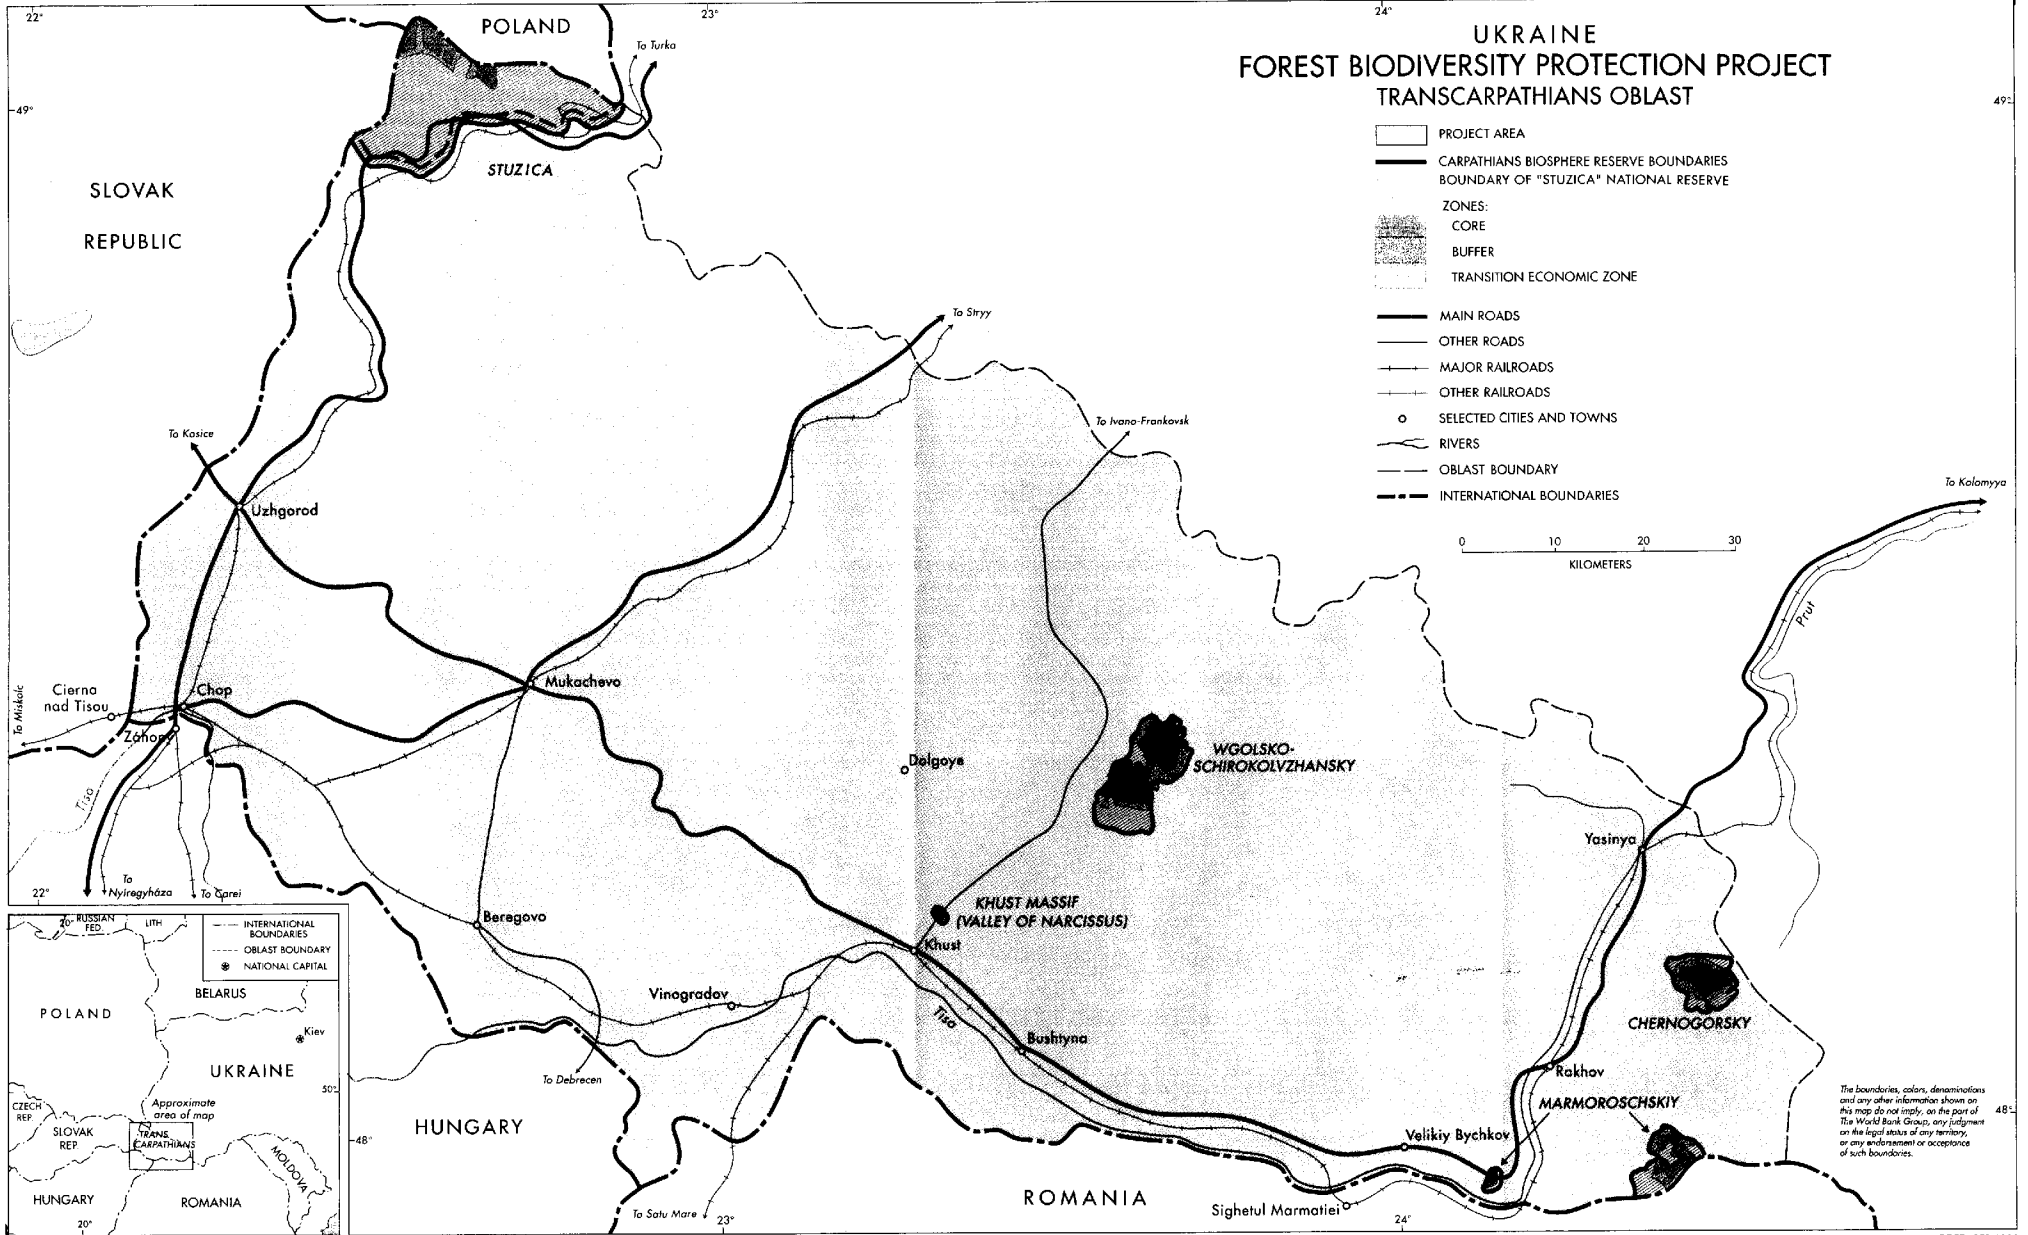 22°
23°
24°
POLAND
To Turka
UKRAINE
FOREST BIODIVERSITY PROTECTION PROJECT
TRANSCARPATHIANS OBLAST
49°
49°
PROJECT AREA
CARPATHIANS BIOSPHERE RESERVE BOUNDARIES
BOUNDARY OF "STUZICA" NATIONAL RESERVE
ZONES:
CORE
BUFFER
TRANSITION ECONOMIC ZONE
MAIN ROADS
OTHER ROADS
MAJOR RAILROADS
OTHER RAILROADS
SELECTED CITIES AND TOWNS
RIVERS
OBLAST BOUNDARY
INTERNATIONAL BOUNDARIES
0 10 20 30
KILOMETERS
STUZICA
SLOVAK
REPUBLIC
To Stryy
To Kosice
To Ivano-Frankovsk
To Kolomyya
Uzhgorod
Prut
Mukachevo
Chop
Cierna
nad Tisou
To Miskolc
Záhony
Tisa
Dolgoye
WGOLSKO-
SCHIROKOLVZHANSKY
Yasinya
22°
To
Nyiregyháza
To Carei
Beregovo
KHUST MASSIF
(VALLEY OF NARCISSUS)
Khust
Vinogradov
Tisa
Bushtyna
CHERNOGORSKY
Rakhov
MARMOROSCHSKIY
To Debrecen
HUNGARY
48°
48°
Velikiy Bychkov
ROMANIA
Sighetul Marmatiei
To Satu Mare
23°
24°
The boundaries, colors, denominations
and any other information shown on
this map do not imply, on the part of
The World Bank Group, any judgment
on the legal status of any territory,
or any endorsement or acceptance
of such boundaries.
20°
RUSSIAN
FED.
LITH
INTERNATIONAL
BOUNDARIES
OBLAST BOUNDARY
NATIONAL CAPITAL
BELARUS
POLAND
Kiev
UKRAINE
50°
Approximate
area of map
CZECH
REP.
SLOVAK
REP.
TRANS
CARPATHIANS
MOLDOVA
HUNGARY
ROMANIA
20°